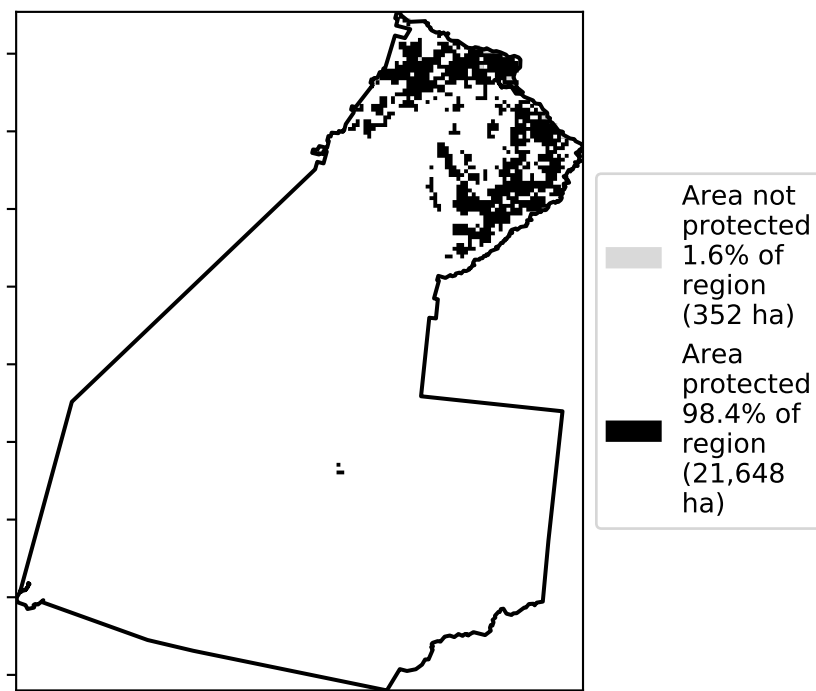 Area not
protected
1.6% of
region
(352 ha)
Area
protected
98.4% of
region
(21,648
ha)